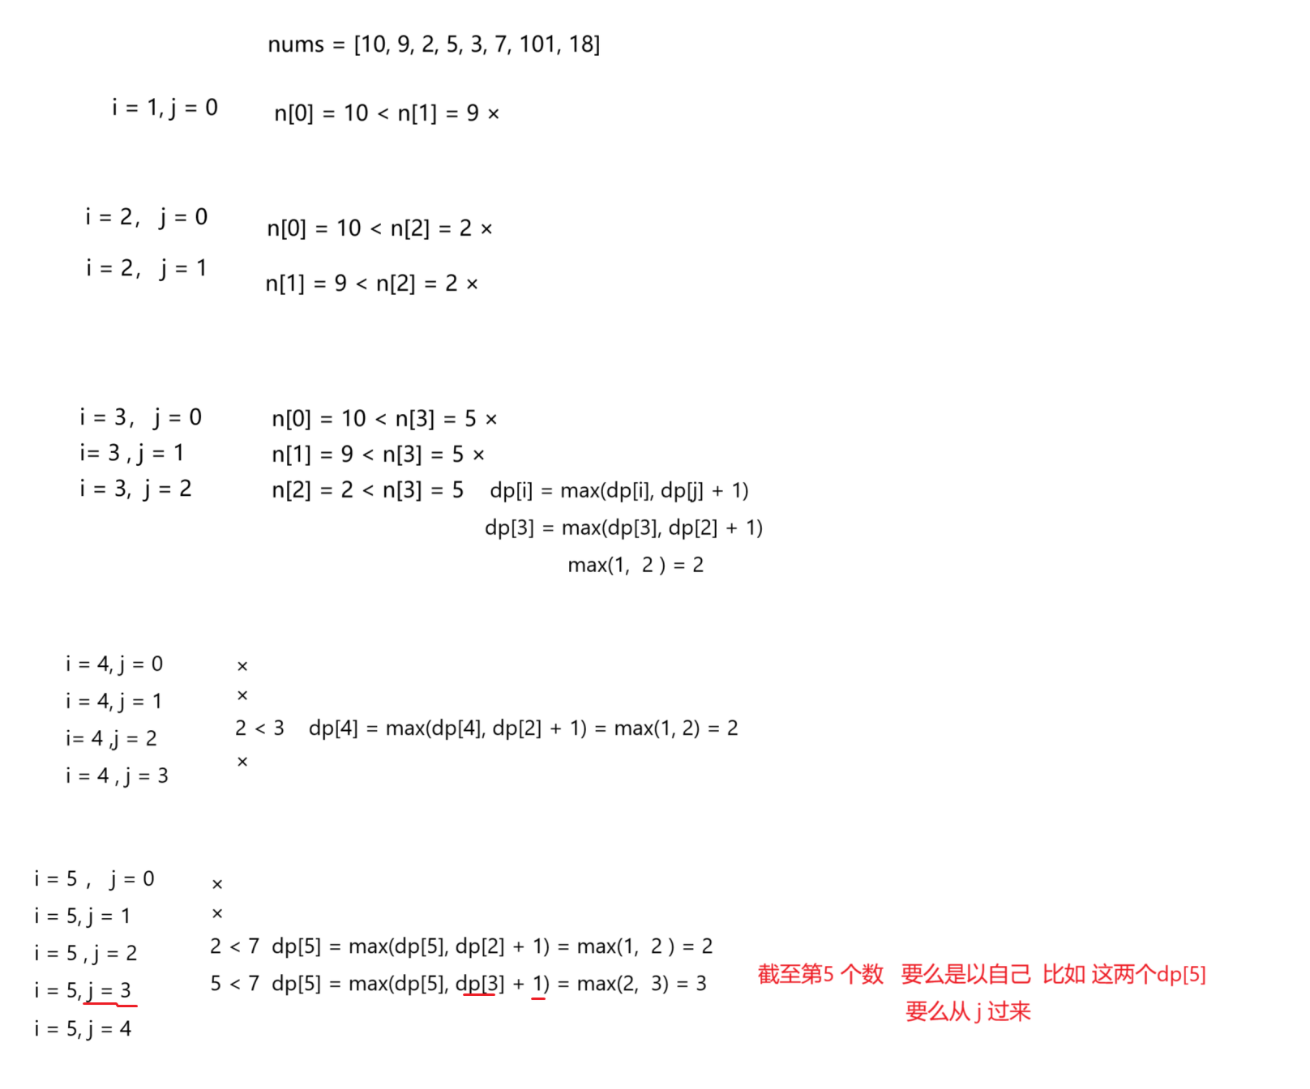 nums = [10, 9, 2, 5, 3, 7, 101, 18]
i = 1, j = 0 n[0] = 10 < n[1] = 9 ×
i = 2, j = 0 n[0] = 10 < n[2] = 2 ×
i = 2, j = 1 n[1] = 9 < n[2] = 2 ×
i = 3, j = 0 n[0] = 10 < n[3] = 5 ×
i= 3 , j = 1 n[1] = 9 < n[3] = 5 ×
i = 3, j = 2 n[2] = 2 < n[3] = 5 dp[i] = max(dp[i], dp[j] + 1)
dp[3] = max(dp[3], dp[2] + 1)
max(1, 2 ) = 2
i = 4, j = 0 ×
i = 4, j = 1 ×
i= 4 ,j = 2 2 < 3 dp[4] = max(dp[4], dp[2] + 1) = max(1, 2) = 2
i = 4 , j = 3 ×
i = 5 , j = 0 ×
i = 5, j = 1 ×
i = 5 , j = 2 2 < 7 dp[5] = max(dp[5], dp[2] + 1) = max(1, 2 ) = 2
i = 5, j = 3 5 < 7 dp[5] = max(dp[5], dp[3] + 1) = max(2, 3) = 3
i = 5, j = 4
截至第5 个数 要么是以自己 比如 这两个dp[5]
要么从 j 过来